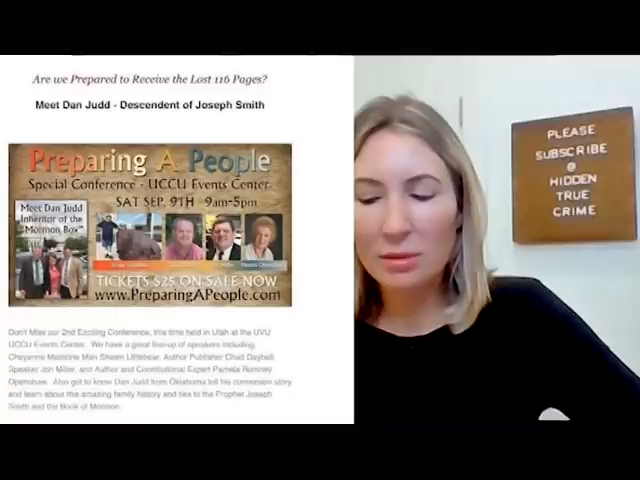 Are we Prepared to Receive the Lost 116 Pages?
Meet Dan Judd - Descendent of Joseph Smith
Preparing A People
Special Conference - UCCU Events Center
SAT SEP. 9TH 9am-5pm
Meet Dan Judd
Inheritor of the
"Mormon Box"
TICKETS $25 ON SALE NOW
www.PreparingAPeople.com
Don't Miss our 2nd Exciting Conference, this time held in Utah at the UVU
UCCU Events Center. We have a great line-up of speakers including,
Cheyenne Medicine Man Shawn Littlebear, Author Publisher Chad Daybell,
Speaker Jon Miller, and Author and Constitutional Expert Pamela Romney
Openshaw. Also get to know Dan Judd from Oklahoma tell his conversion story
and learn about this amazing family history and ties to the Prophet Joseph
Smith and the Book of Mormon.
PLEASE
SUBSCRIBE
@
HIDDEN
TRUE
CRIME